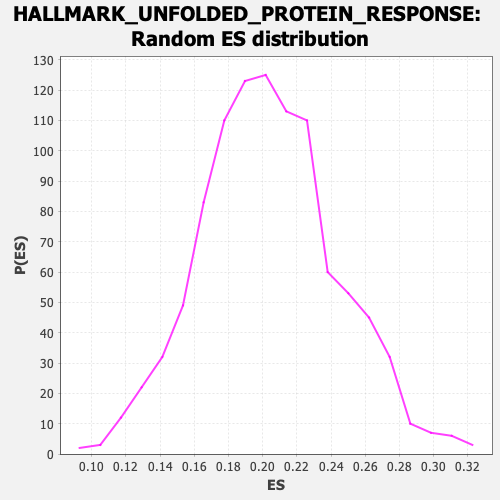 HALLMARK_UNFOLDED_PROTEIN_RESPONSE:
Random ES distribution
130
120
110
100
90
80
70
60
50
40
30
20
10
0
P(ES)
0.10 0.12 0.14 0.16 0.18 0.20 0.22 0.24 0.26 0.28 0.30 0.32
ES